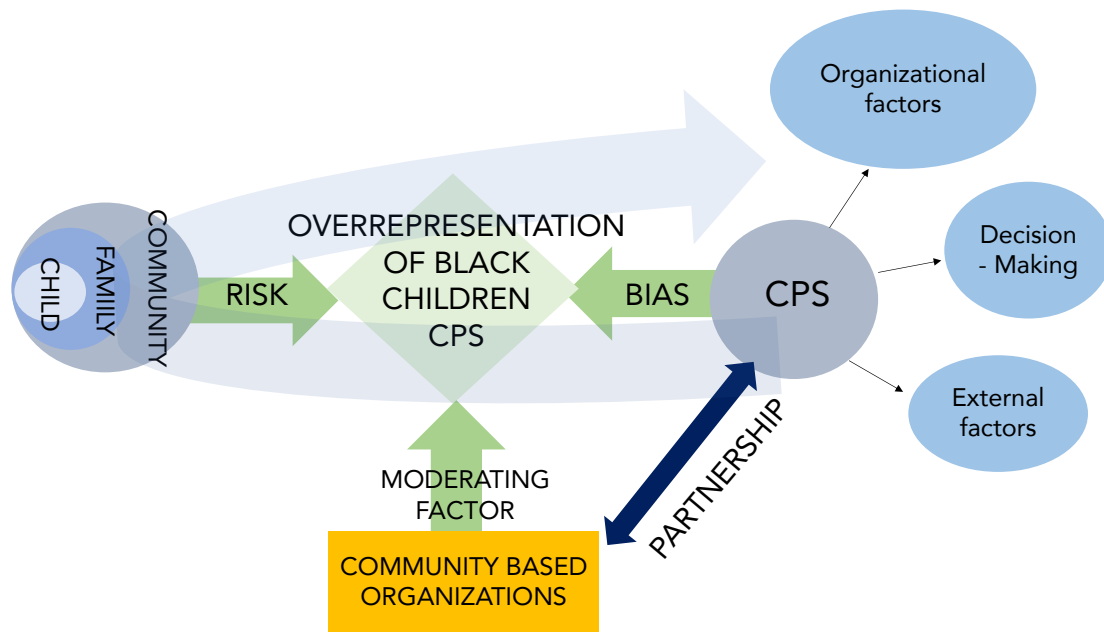 Organizational
factors
COMMUNITY
FAMIILY
CHILD
OVERREPRESENTATION
OF BLACK
CHILDREN
CPS
RISK
BIAS
CPS
Decision
- Making
External
factors
PARTNERSHIP
MODERATING
FACTOR
COMMUNITY BASED
ORGANIZATIONS